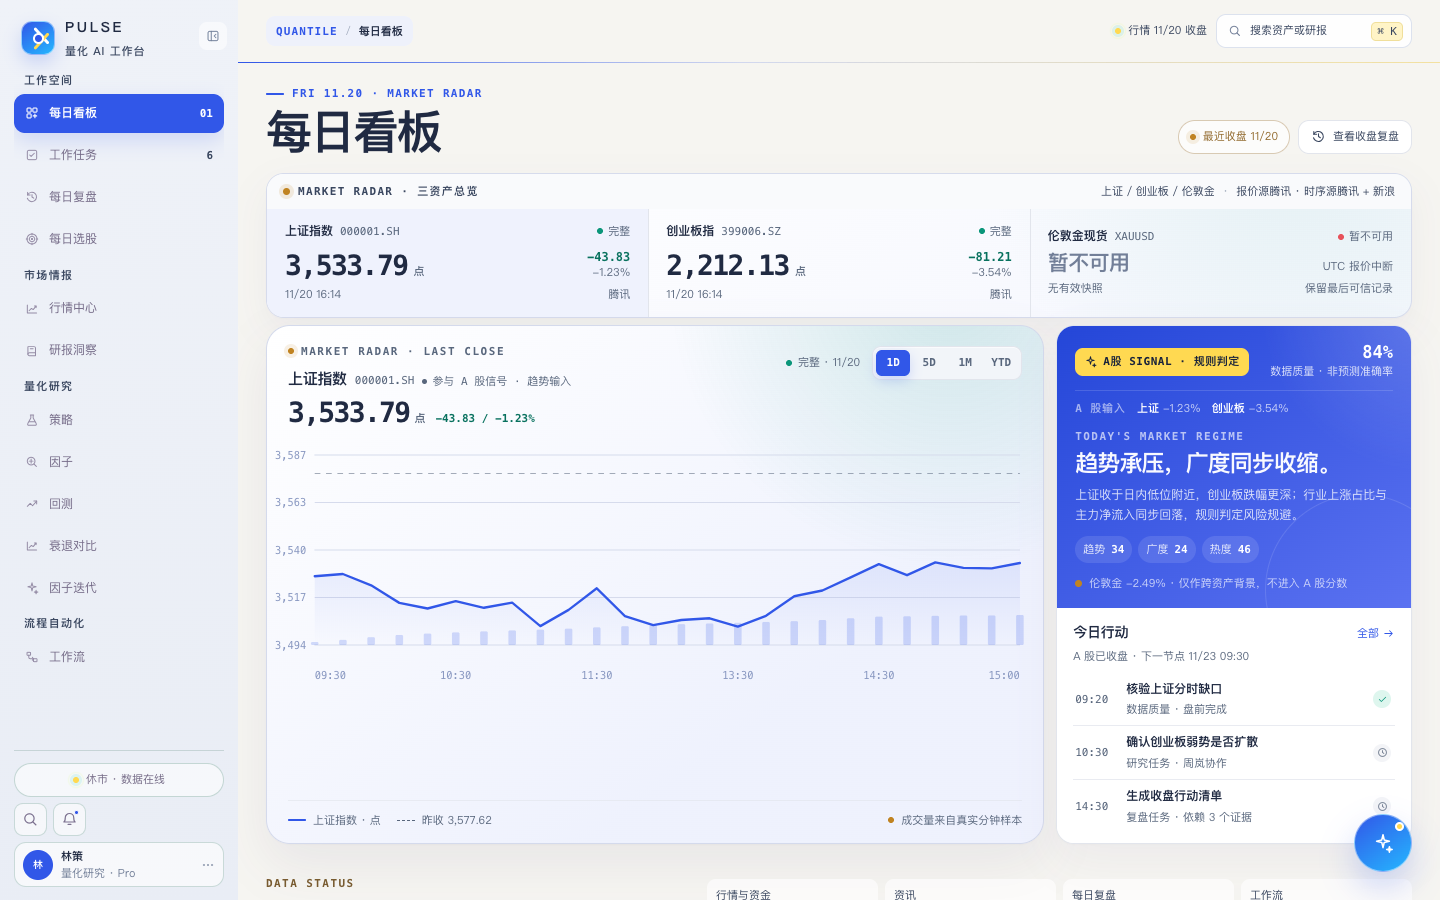 PULSE
量化 AI 工作台
工作空间
每日看板 01
工作任务 6
每日复盘
每日选股
市场情报
行情中心
研报洞察
量化研究
策略
因子
回测
衰退对比
因子迭代
流程自动化
工作流
休市 · 数据在线
林
林策
量化研究 · Pro
QUANTILE / 每日看板
行情 11/20 收盘
搜索资产或研报 ⌘ K
FRI 11.20 · MARKET RADAR
每日看板
最近收盘 11/20
查看收盘复盘
MARKET RADAR · 三资产总览
上证 / 创业板 / 伦敦金 · 报价源腾讯 · 时序源腾讯 + 新浪
上证指数 000001.SH 完整
3,533.79 点 −43.83
−1.23%
11/20 16:14 腾讯
创业板指 399006.SZ 完整
2,212.13 点 −81.21
−3.54%
11/20 16:14 腾讯
伦敦金现货 XAUUSD 暂不可用
暂不可用 UTC 报价中断
无有效快照 保留最后可信记录
MARKET RADAR · LAST CLOSE
完整 · 11/20 1D 5D 1M YTD
上证指数 000001.SH 参与 A 股信号 · 趋势输入
3,533.79 点 −43.83 / −1.23%
3,587
3,563
3,540
3,517
3,494
09:30 10:30 11:30 13:30 14:30 15:00
上证指数 · 点 昨收 3,577.62 成交量来自真实分钟样本
A股 SIGNAL · 规则判定
84%
数据质量 · 非预测准确率
A 股输入 上证 −1.23% 创业板 −3.54%
TODAY'S MARKET REGIME
趋势承压，广度同步收缩。
上证收于日内低位附近，创业板跌幅更深；行业上涨占比与
主力净流入同步回落，规则判定风险规避。
趋势 34 广度 24 热度 46
伦敦金 −2.49% · 仅作跨资产背景，不进入 A 股分数
今日行动 全部 →
A 股已收盘 · 下一节点 11/23 09:30
09:20 核验上证分时缺口
数据质量 · 盘前完成
10:30 确认创业板弱势是否扩散
研究任务 · 周岚协作
14:30 生成收盘行动清单
复盘任务 · 依赖 3 个证据
DATA STATUS
行情与资金
资讯
每日复盘
工作流